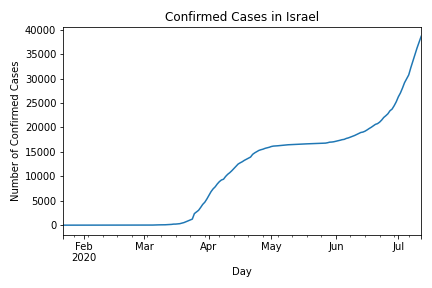 Confirmed Cases in Israel
Number of Confirmed Cases
40000
35000
30000
25000
20000
15000
10000
5000
0
Feb Mar Apr May Jun Jul
2020
Day